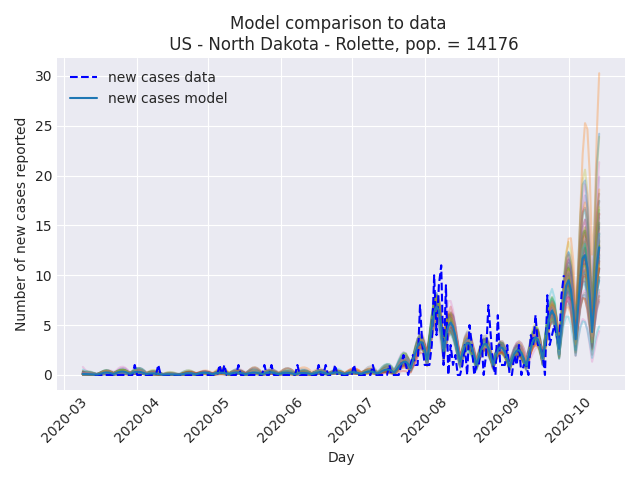 Model comparison to data
US - North Dakota - Rolette, pop. = 14176
30
25
20
15
10
5
0
Number of new cases reported
new cases data
new cases model
2020-03
2020-04
2020-05
2020-06
2020-07
2020-08
2020-09
2020-10
Day